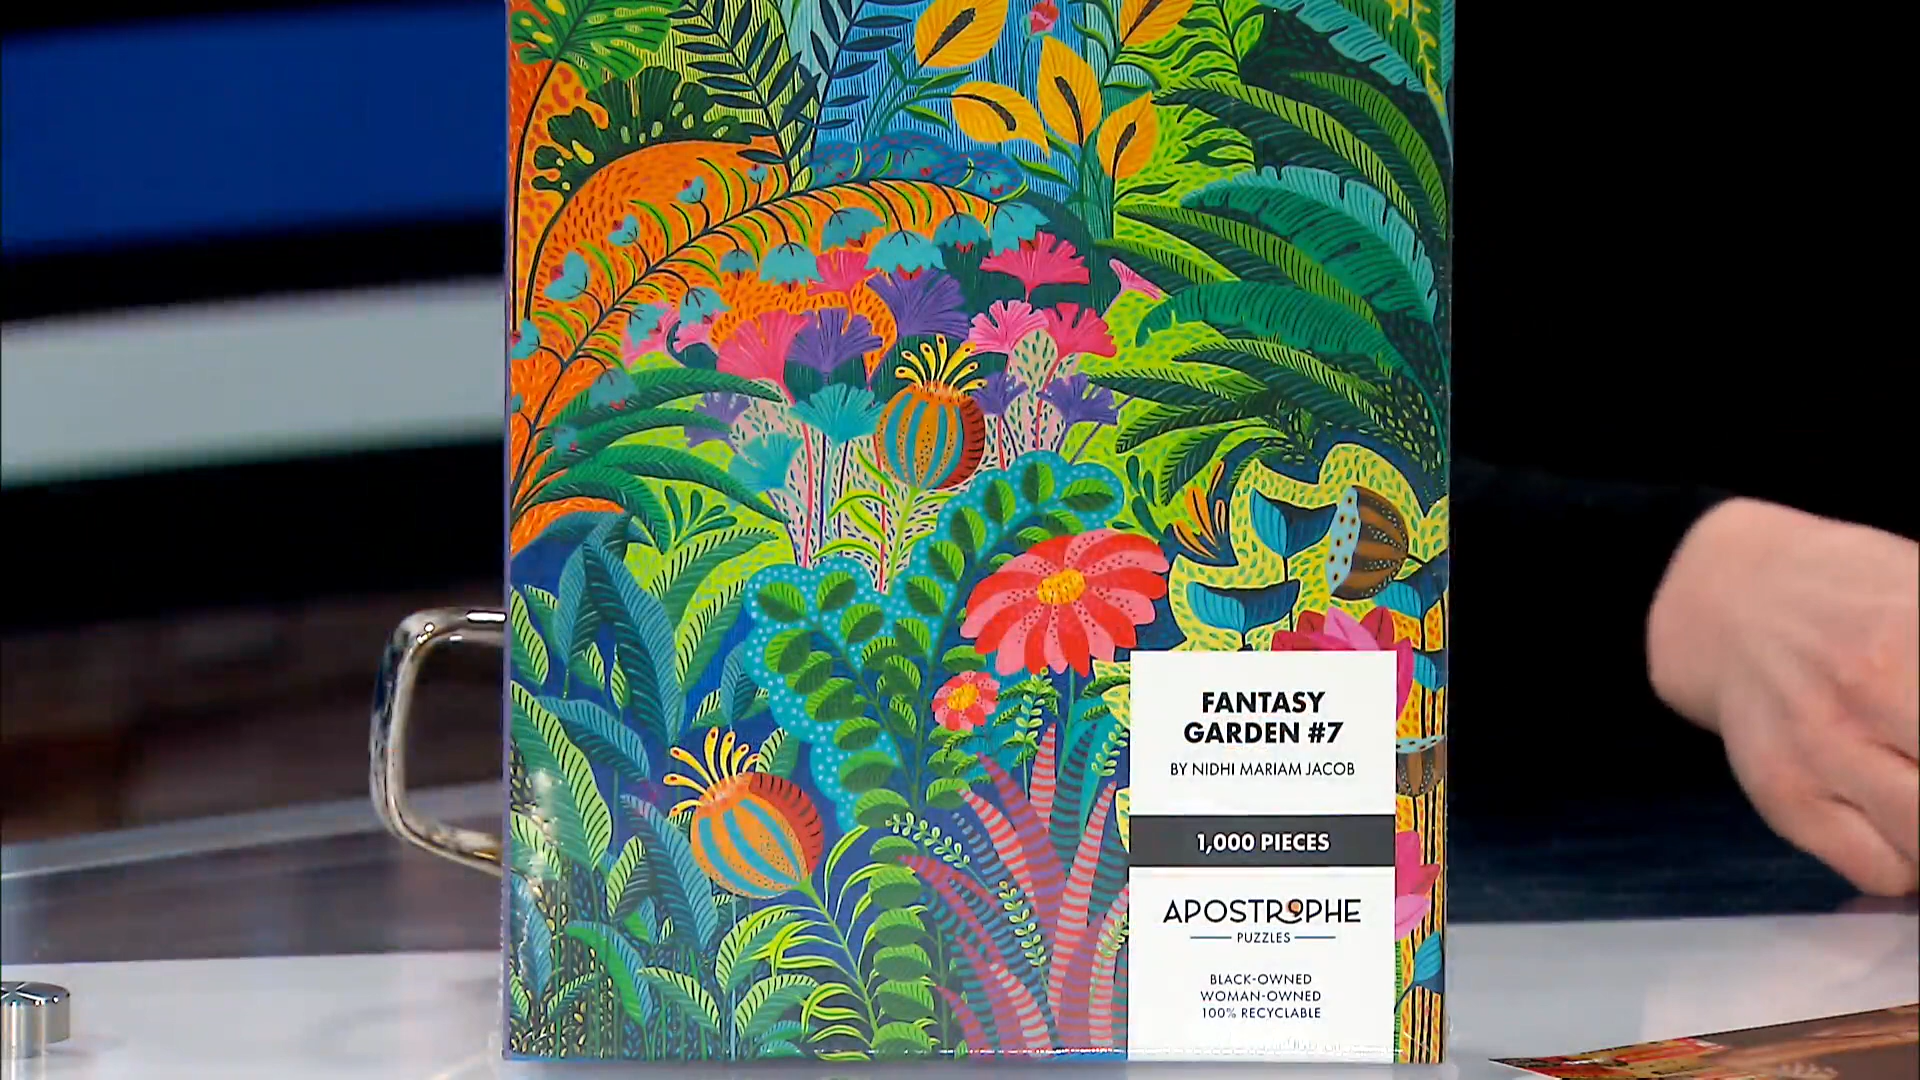 FANTASY
GARDEN #7
BY NIDHI MARIAM JACOB
1,000 PIECES
APOSTROPHE
PUZZLES
BLACK-OWNED
WOMAN-OWNED
100% RECYCLABLE